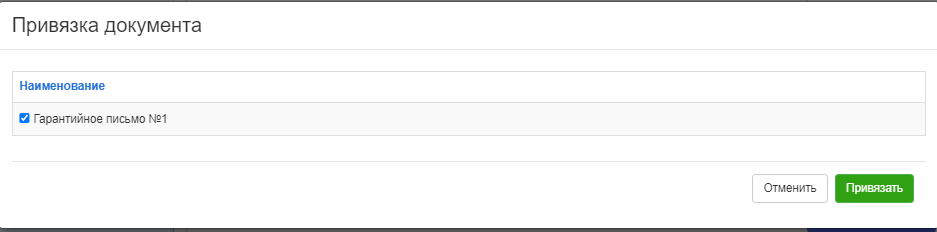 Привязка документа
Наименование
Гарантийное письмо №1
Отменить Привязать